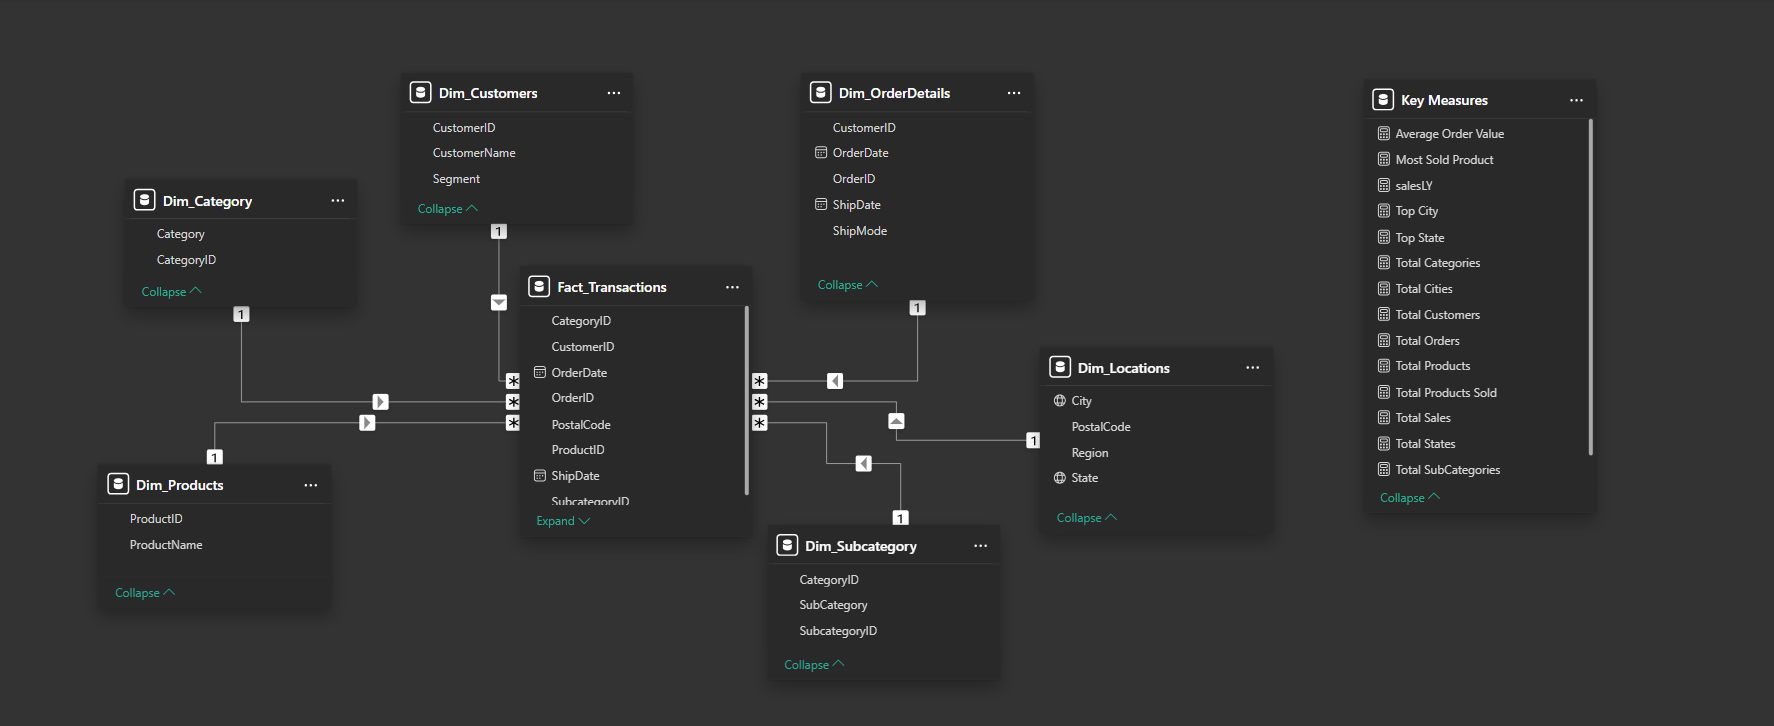 Dim_Customers
CustomerID
CustomerName
Segment
Collapse
1
Dim_OrderDetails
CustomerID
OrderDate
OrderID
ShipDate
ShipMode
Collapse
1
Key Measures
Average Order Value
Most Sold Product
salesLY
Top City
Top State
Total Categories
Total Cities
Total Customers
Total Orders
Total Products
Total Products Sold
Total Sales
Total States
Total SubCategories
Collapse
Dim_Category
Category
CategoryID
Collapse
1
Fact_Transactions
CategoryID
CustomerID
OrderDate
OrderID
PostalCode
ProductID
ShipDate
SubcategoryID
Expand
*
*
*
*
*
*
Dim_Locations
City
PostalCode
Region
State
Collapse
1
1
Dim_Products
ProductID
ProductName
Collapse
1
Dim_Subcategory
CategoryID
SubCategory
SubcategoryID
Collapse